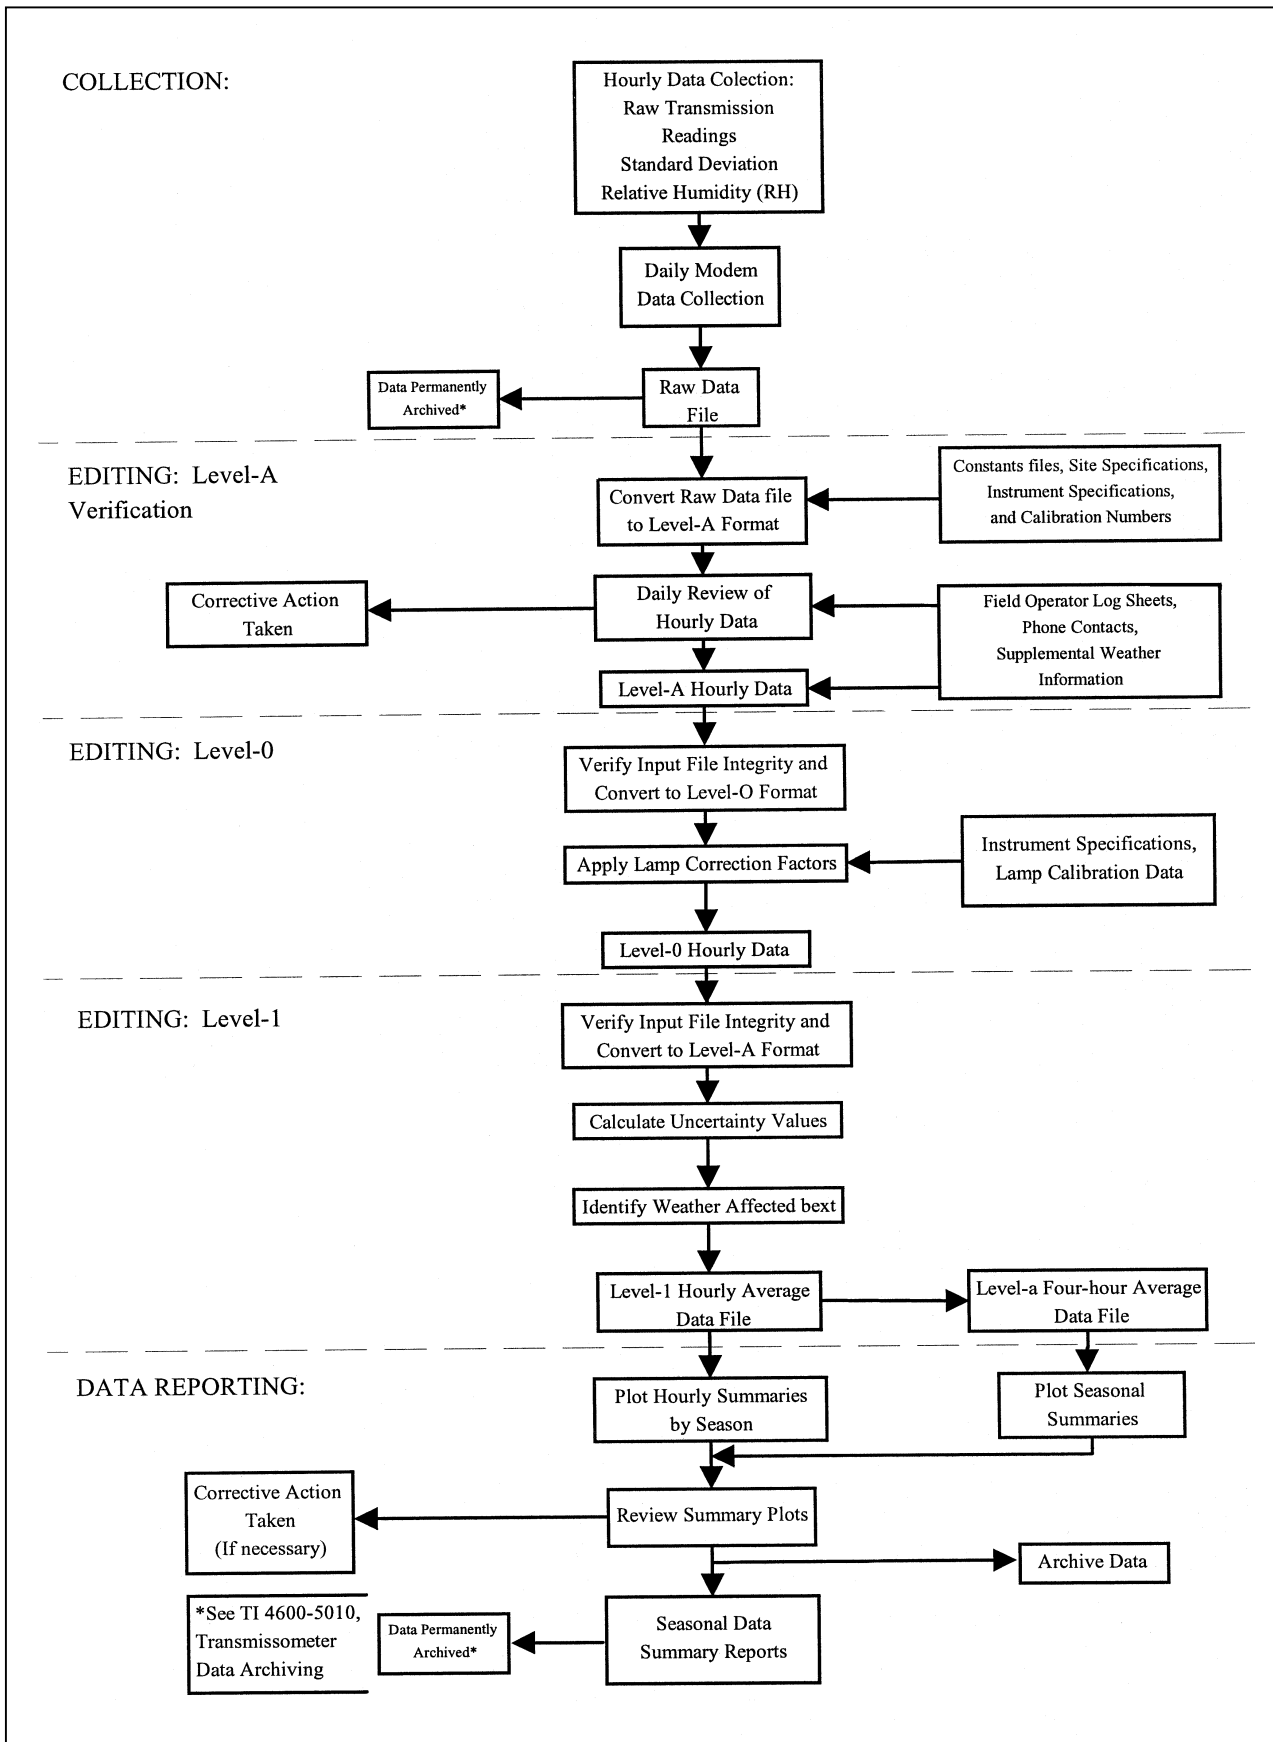 COLLECTION:
Hourly Data Colection:
Raw Transmission
Readings
Standard Deviation
Relative Humidity (RH)
Daily Modem
Data Collection
Data Permanently
Archived*
Raw Data
File
EDITING: Level-A
Verification
Convert Raw Data file
to Level-A Format
Constants files, Site Specifications,
Instrument Specifications,
and Calibration Numbers
Corrective Action
Taken
Daily Review of
Hourly Data
Field Operator Log Sheets,
Phone Contacts,
Supplemental Weather
Information
Level-A Hourly Data
EDITING: Level-0
Verify Input File Integrity and
Convert to Level-O Format
Apply Lamp Correction Factors
Instrument Specifications,
Lamp Calibration Data
Level-0 Hourly Data
EDITING: Level-1
Verify Input File Integrity and
Convert to Level-A Format
Calculate Uncertainty Values
Identify Weather Affected bext
Level-1 Hourly Average
Data File
Level-a Four-hour Average
Data File
DATA REPORTING:
Plot Hourly Summaries
by Season
Plot Seasonal
Summaries
Corrective Action
Taken
(If necessary)
Review Summary Plots
Archive Data
*See TI 4600-5010,
Transmissometer
Data Archiving
Data Permanently
Archived*
Seasonal Data
Summary Reports